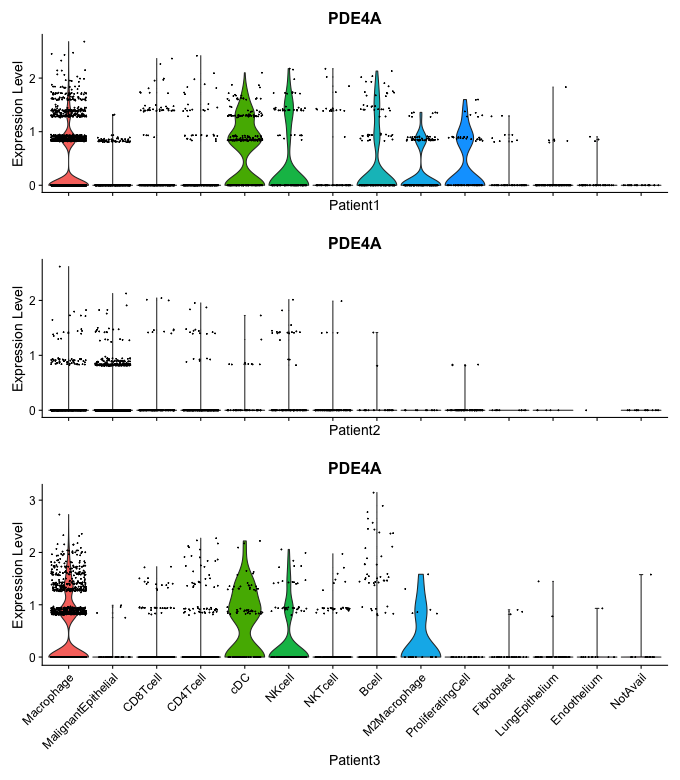 PDE4A
Expression Level
2
1
0
Patient1
PDE4A
Expression Level
2
1
0
Patient2
PDE4A
Expression Level
3
2
1
0
Macrophage
MalignantEpithelial
CD8Tcell
CD4Tcell
cDC
NKcell
NKTcell
Bcell
M2Macrophage
ProliferatingCell
Fibroblast
LungEpithelium
Endothelium
NotAvail
Patient3